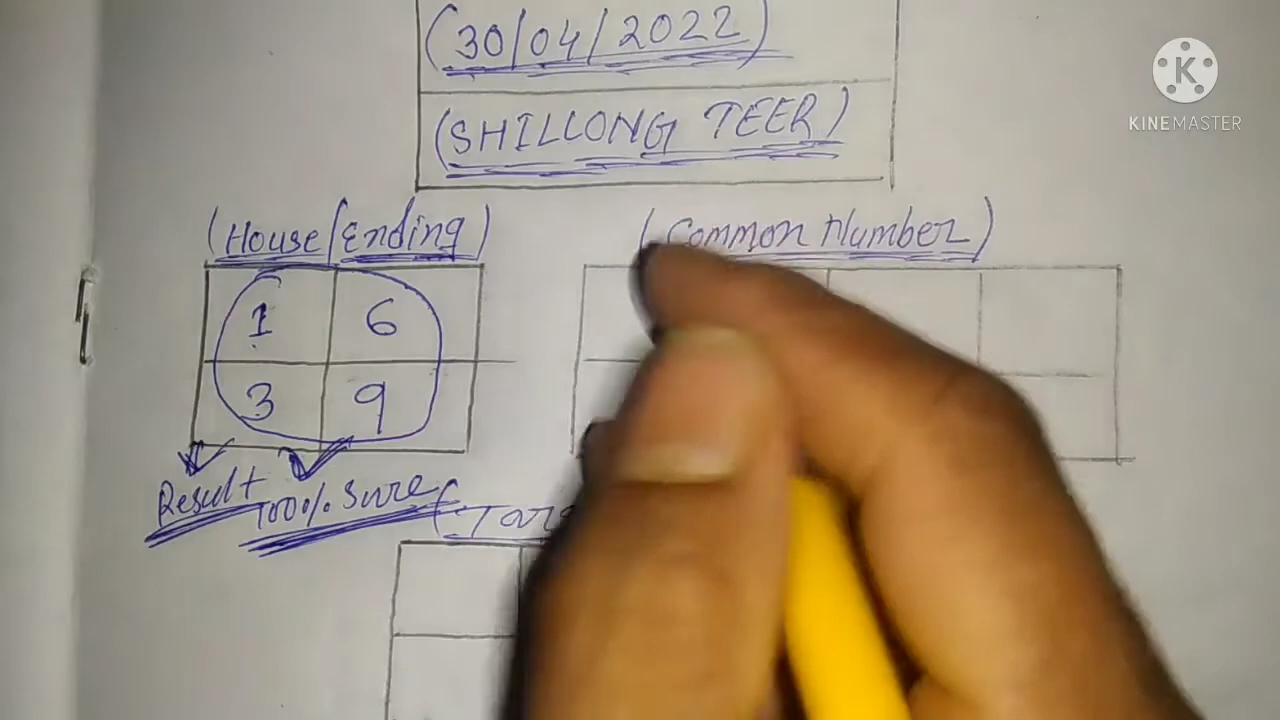 (30/04/2022)
(SHILLONG TEER)
KINEMASTER
(House/Ending)
(Common Number)
1 6
3 9
Result 100% Sure